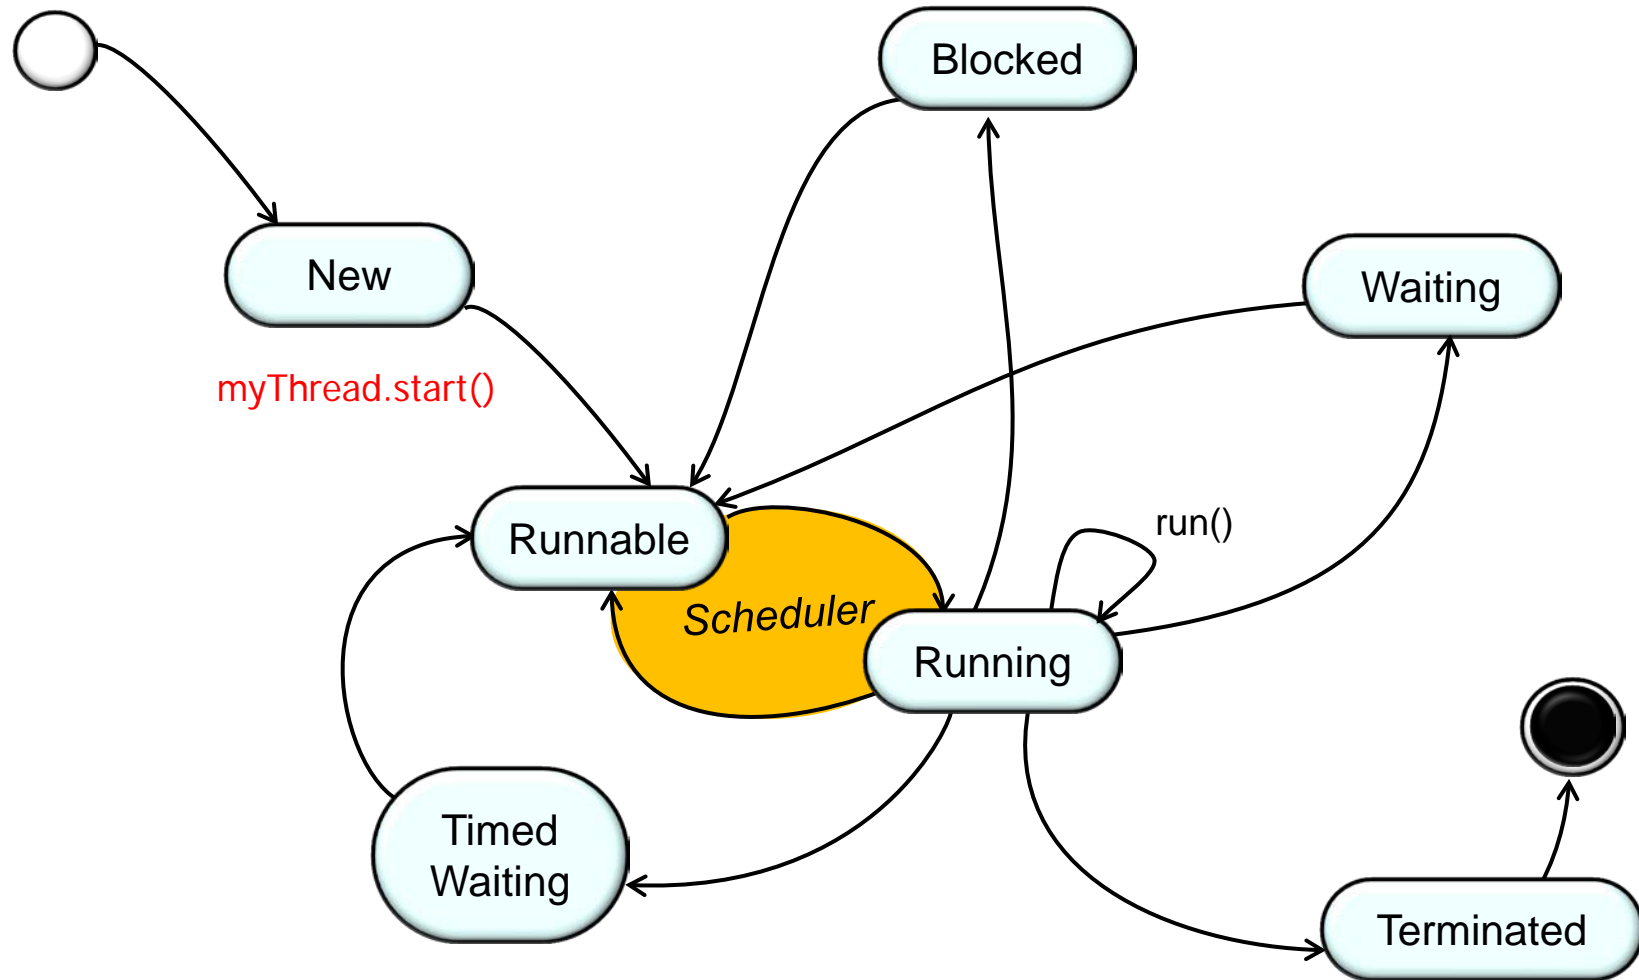 Blocked
New
Waiting
myThread.start()
Runnable
run()
Scheduler
Running
Timed
Waiting
Terminated